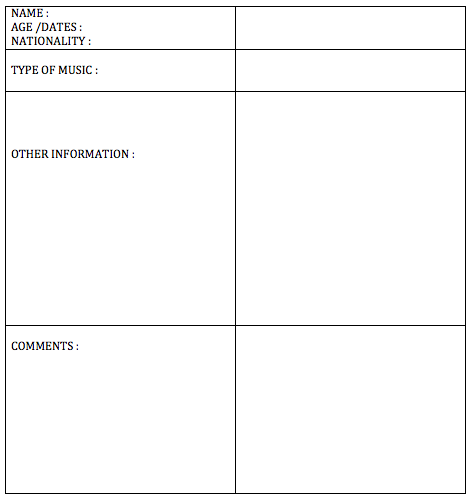 NAME :
AGE /DATES :
NATIONALITY :
TYPE OF MUSIC :
OTHER INFORMATION :
COMMENTS :